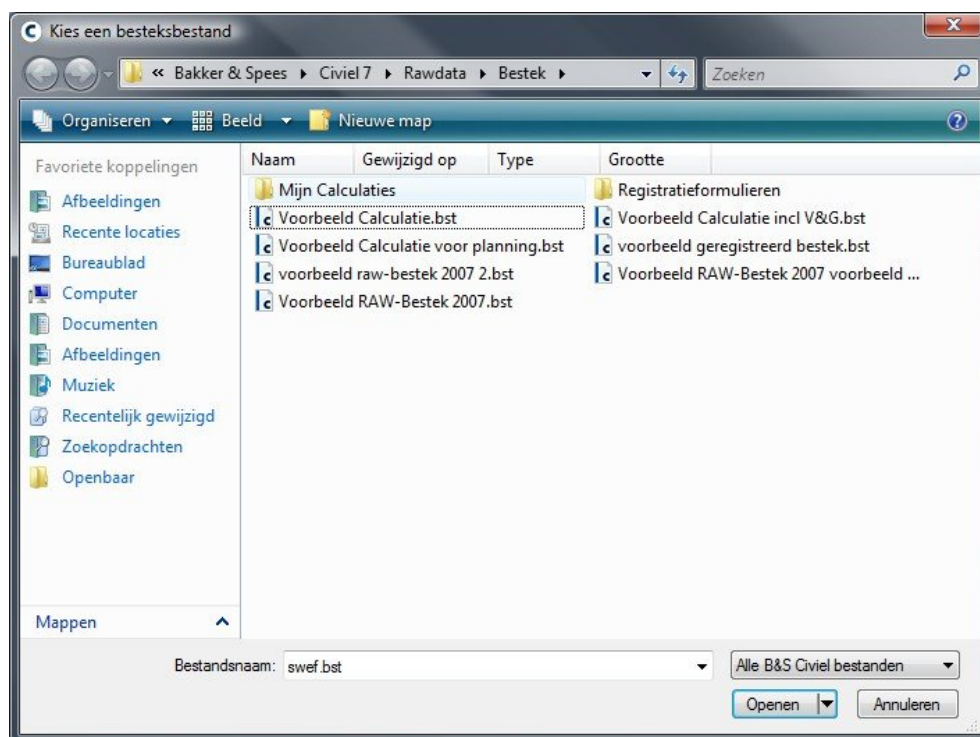 Kies een besteksbestand
« Bakker & Spees ▸ Civiel 7 ▸ Rawdata ▸ Bestek ▸
Zoeken
Organiseren
Beeld
Nieuwe map
Favoriete koppelingen
Afbeeldingen
Recente locaties
Bureaublad
Computer
Documenten
Afbeeldingen
Muziek
Recentelijk gewijzigd
Zoekopdrachten
Openbaar
Mappen
Naam Gewijzigd op Type Grootte
Mijn Calculaties
Registratieformulieren
Voorbeeld Calculatie.bst
Voorbeeld Calculatie incl V&G.bst
Voorbeeld Calculatie voor planning.bst
voorbeeld geregistreerd bestek.bst
voorbeeld raw-bestek 2007 2.bst
Voorbeeld RAW-Bestek 2007 voorbeeld ...
Voorbeeld RAW-Bestek 2007.bst
Bestandsnaam: swef.bst
Alle B&S Civiel bestanden
Openen
Annuleren